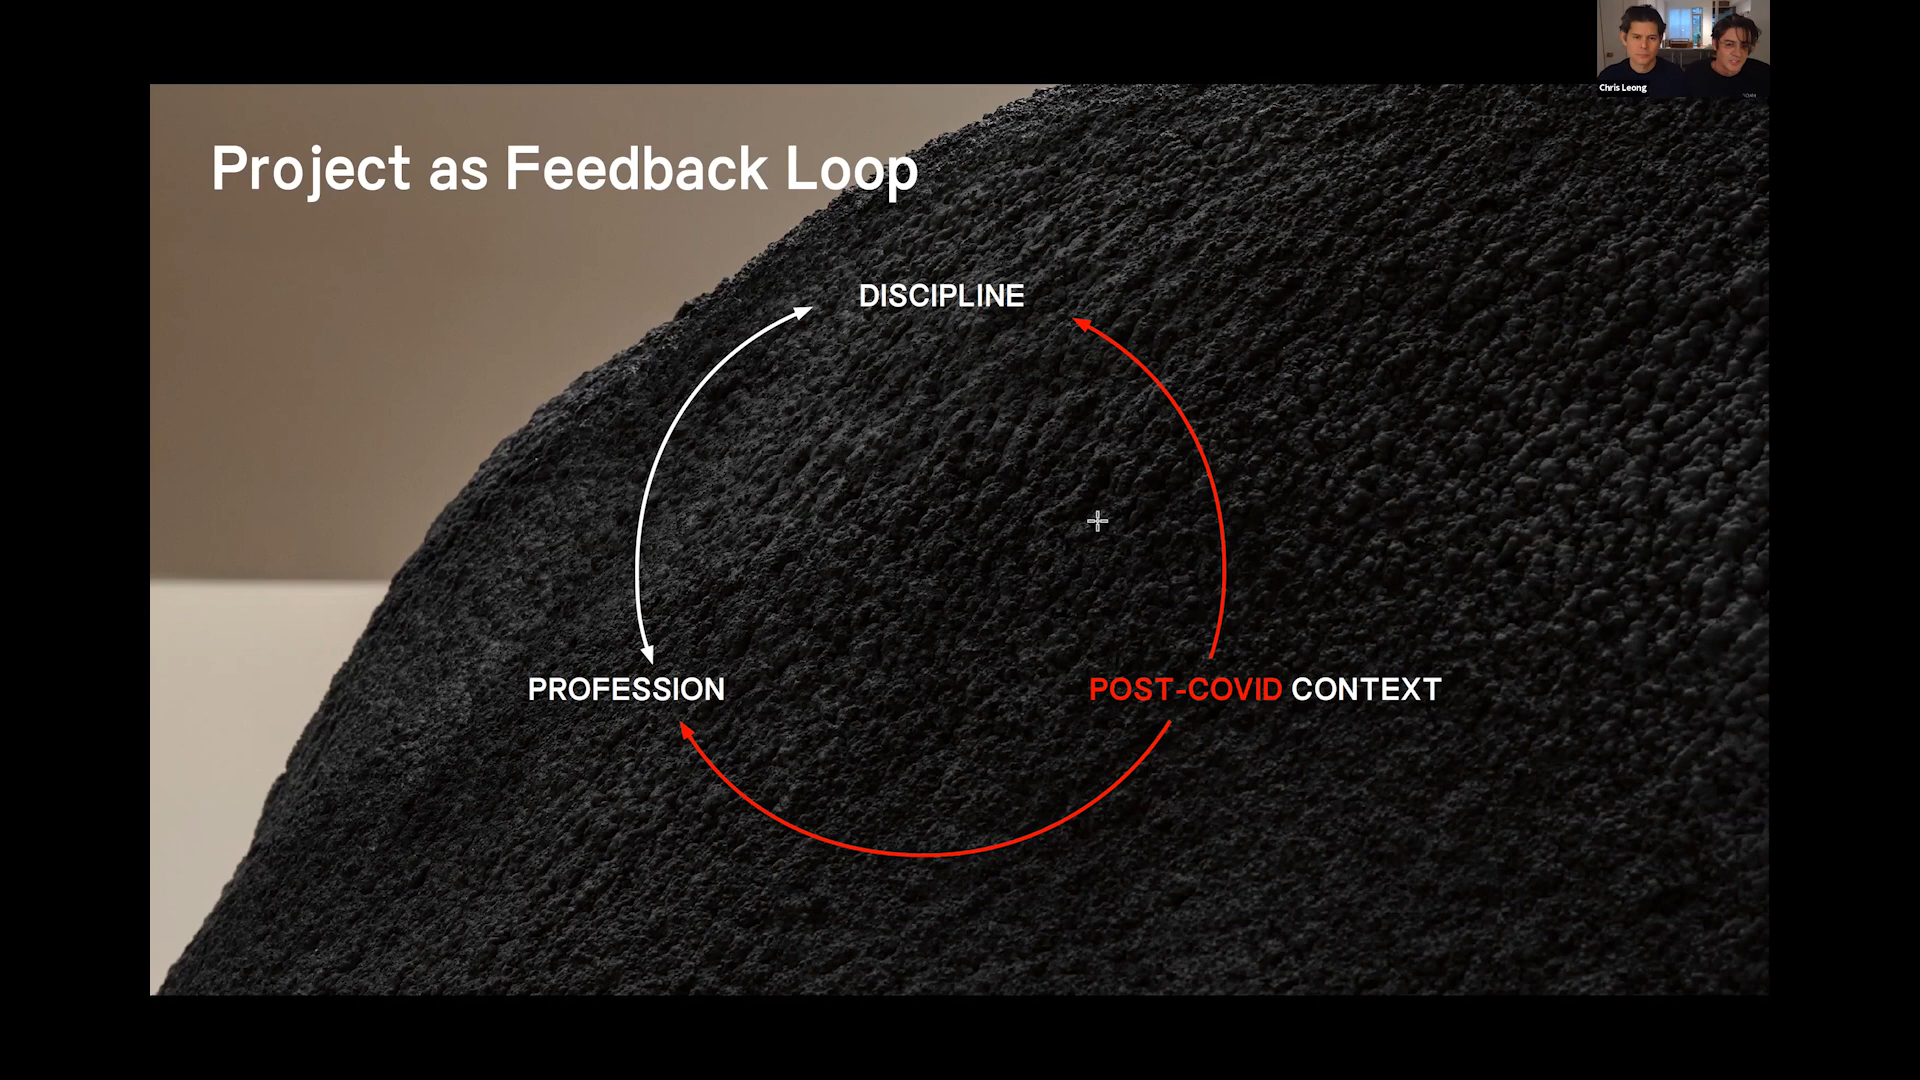 Chris Leong
Project as Feedback Loop
DISCIPLINE
PROFESSION
POST-COVID CONTEXT